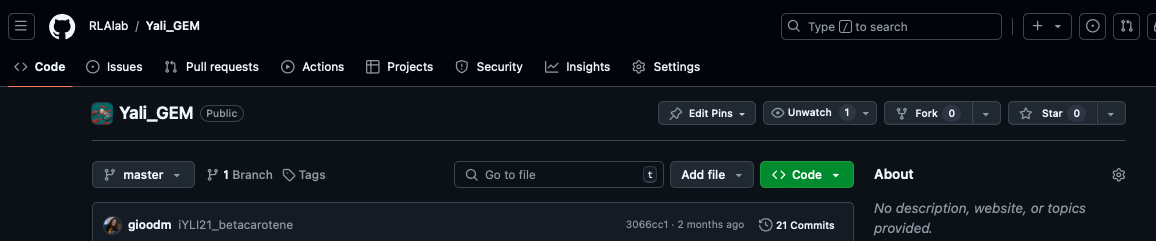 RLAlab / Yali_GEM
Type / to search
Code Issues Pull requests Actions Projects Security Insights Settings
Yali_GEM Public
Edit Pins Unwatch 1 Fork 0 Star 0
master 1 Branch Tags Go to file t Add file Code
About
No description, website, or topics
provided.
gioodm iYLI21_betacarotene 3066cc1 · 2 months ago 21 Commits